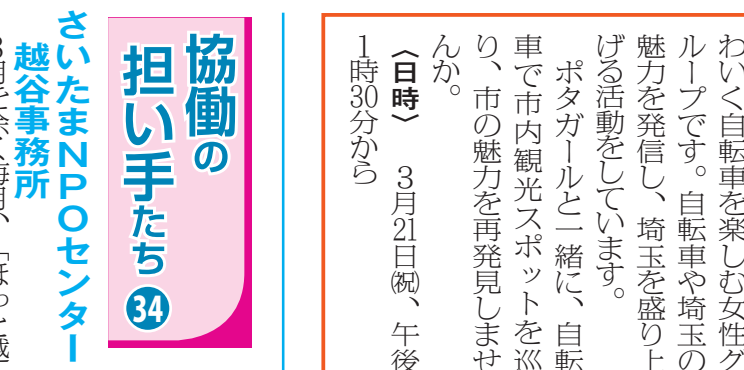 わいく自転車を楽しむ女性グ
ループです。自転車や埼玉の
魅力を発信し、埼玉を盛り上
げる活動をしています。
　ポタガールと一緒に、自転
車で市内観光スポットを巡
り、市の魅力を再発見しませ
んか。
〈日時〉　３月21日㈷、午後
１時30分から
協働の
担い手たち㉞
さいたまＮＰＯセンター
越谷事務所